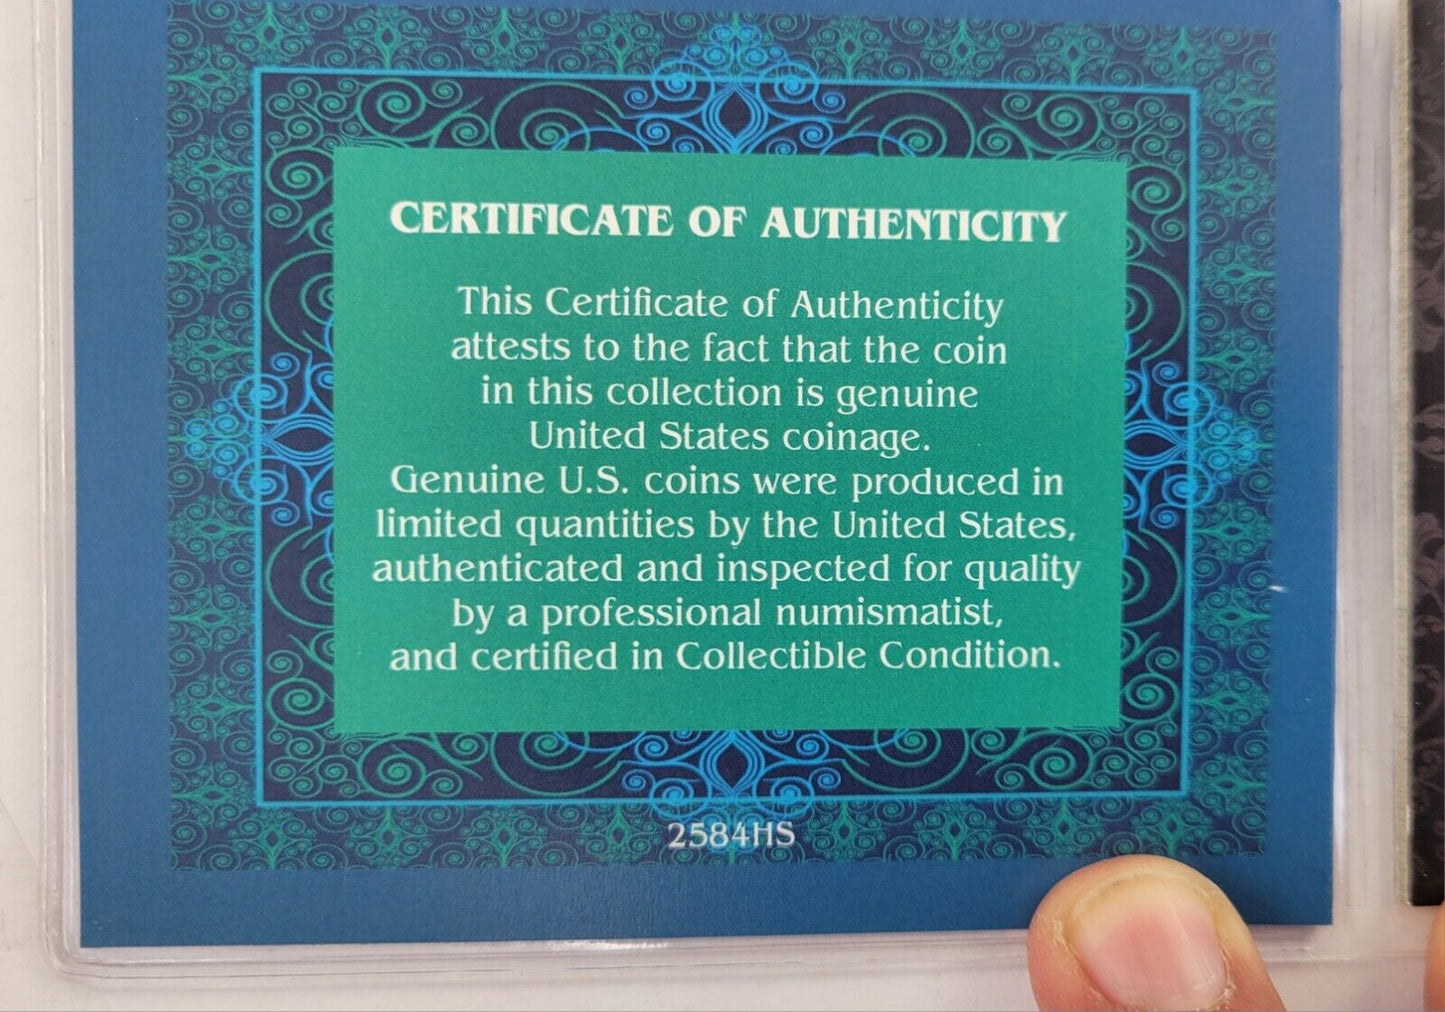 CERTIFICATE OF AUTHENTICITY
This Certificate of Authenticity
attests to the fact that the coin
in this collection is genuine
United States coinage.
Genuine U.S. coins were produced in
limited quantities by the United States,
authenticated and inspected for quality
by a professional numismatist,
and certified in Collectible Condition.
2584HS